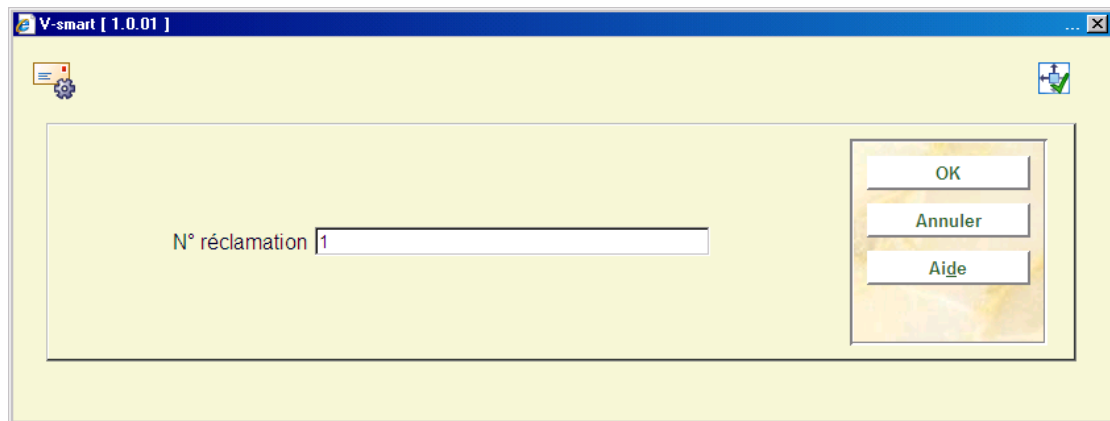 V-smart [ 1.0.01 ] ...
OK
Annuler
N° réclamation 1
Aide